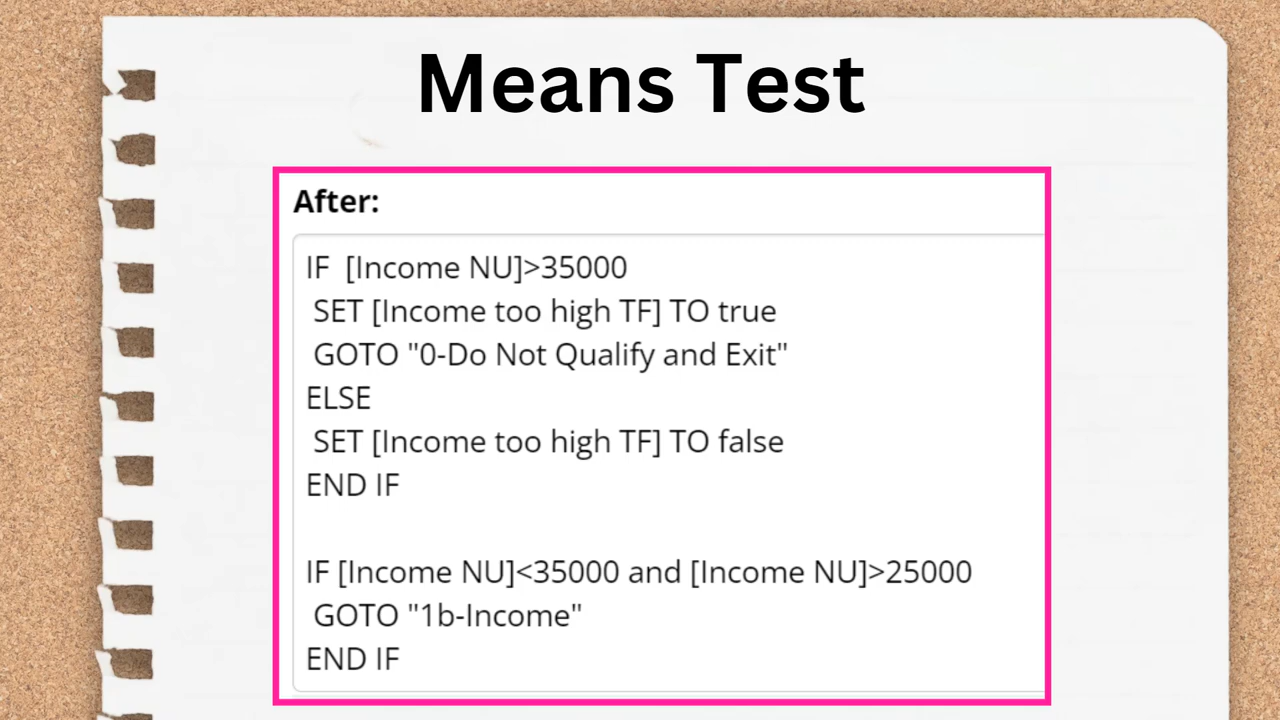 Means Test
After:
IF  [Income NU]>35000
SET [Income too high TF] TO true
GOTO "0-Do Not Qualify and Exit"
ELSE
SET [Income too high TF] TO false
END IF
IF [Income NU]<35000 and [Income NU]>25000
GOTO "1b-Income"
END IF